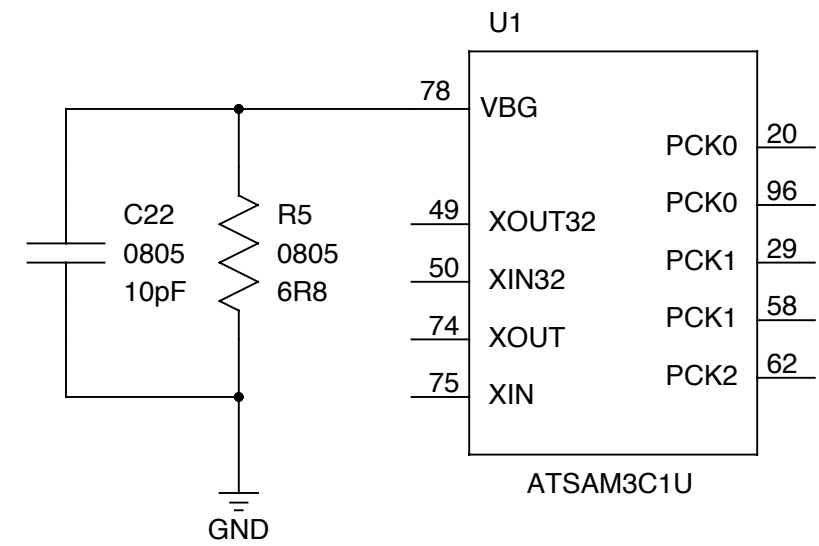 U1
78
VBG
20
PCK0
96
PCK0
49
XOUT32
29
PCK1
50
XIN32
58
PCK1
74
XOUT
62
PCK2
75
XIN
C22
0805
10pF
R5
0805
6R8
ATSAM3C1U
GND